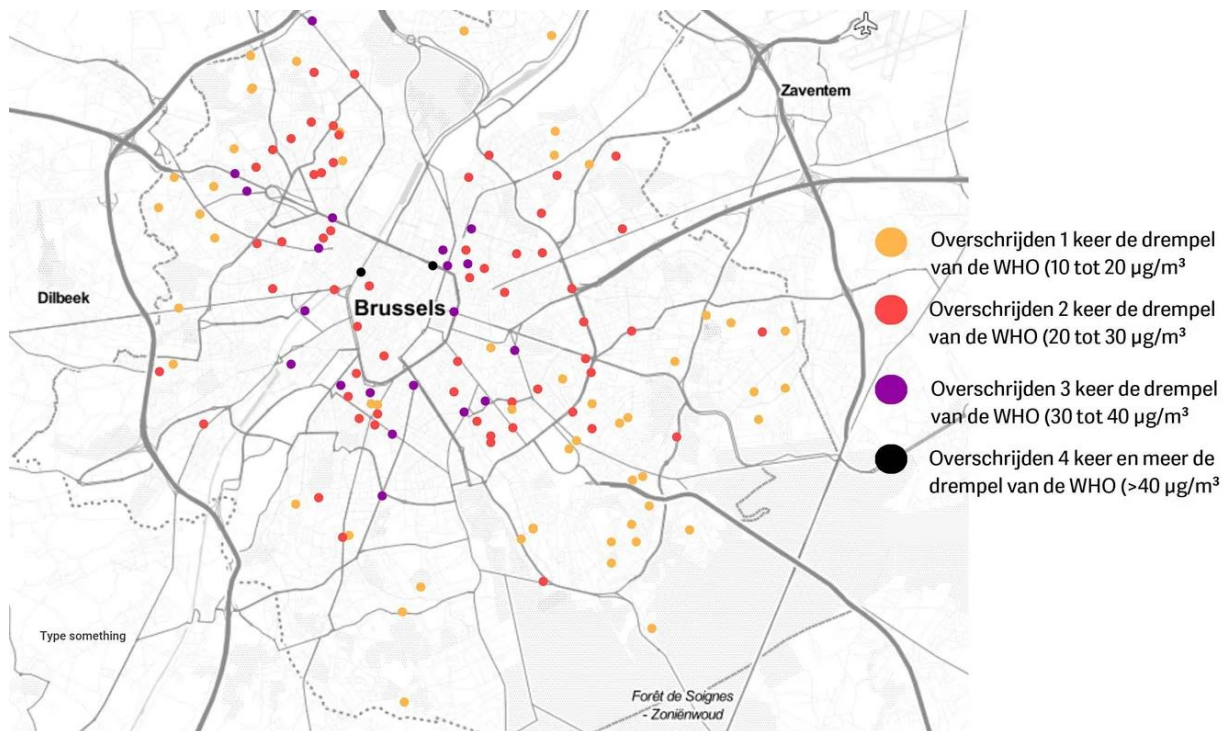 Zaventem
Dilbeek
Brussels
Type something
Forêt de Soignes
- Zoniënwoud
Overschrijden 1 keer de drempel
van de WHO (10 tot 20 µg/m³
Overschrijden 2 keer de drempel
van de WHO (20 tot 30 µg/m³
Overschrijden 3 keer de drempel
van de WHO (30 tot 40 µg/m³
Overschrijden 4 keer en meer de
drempel van de WHO (>40 µg/m³